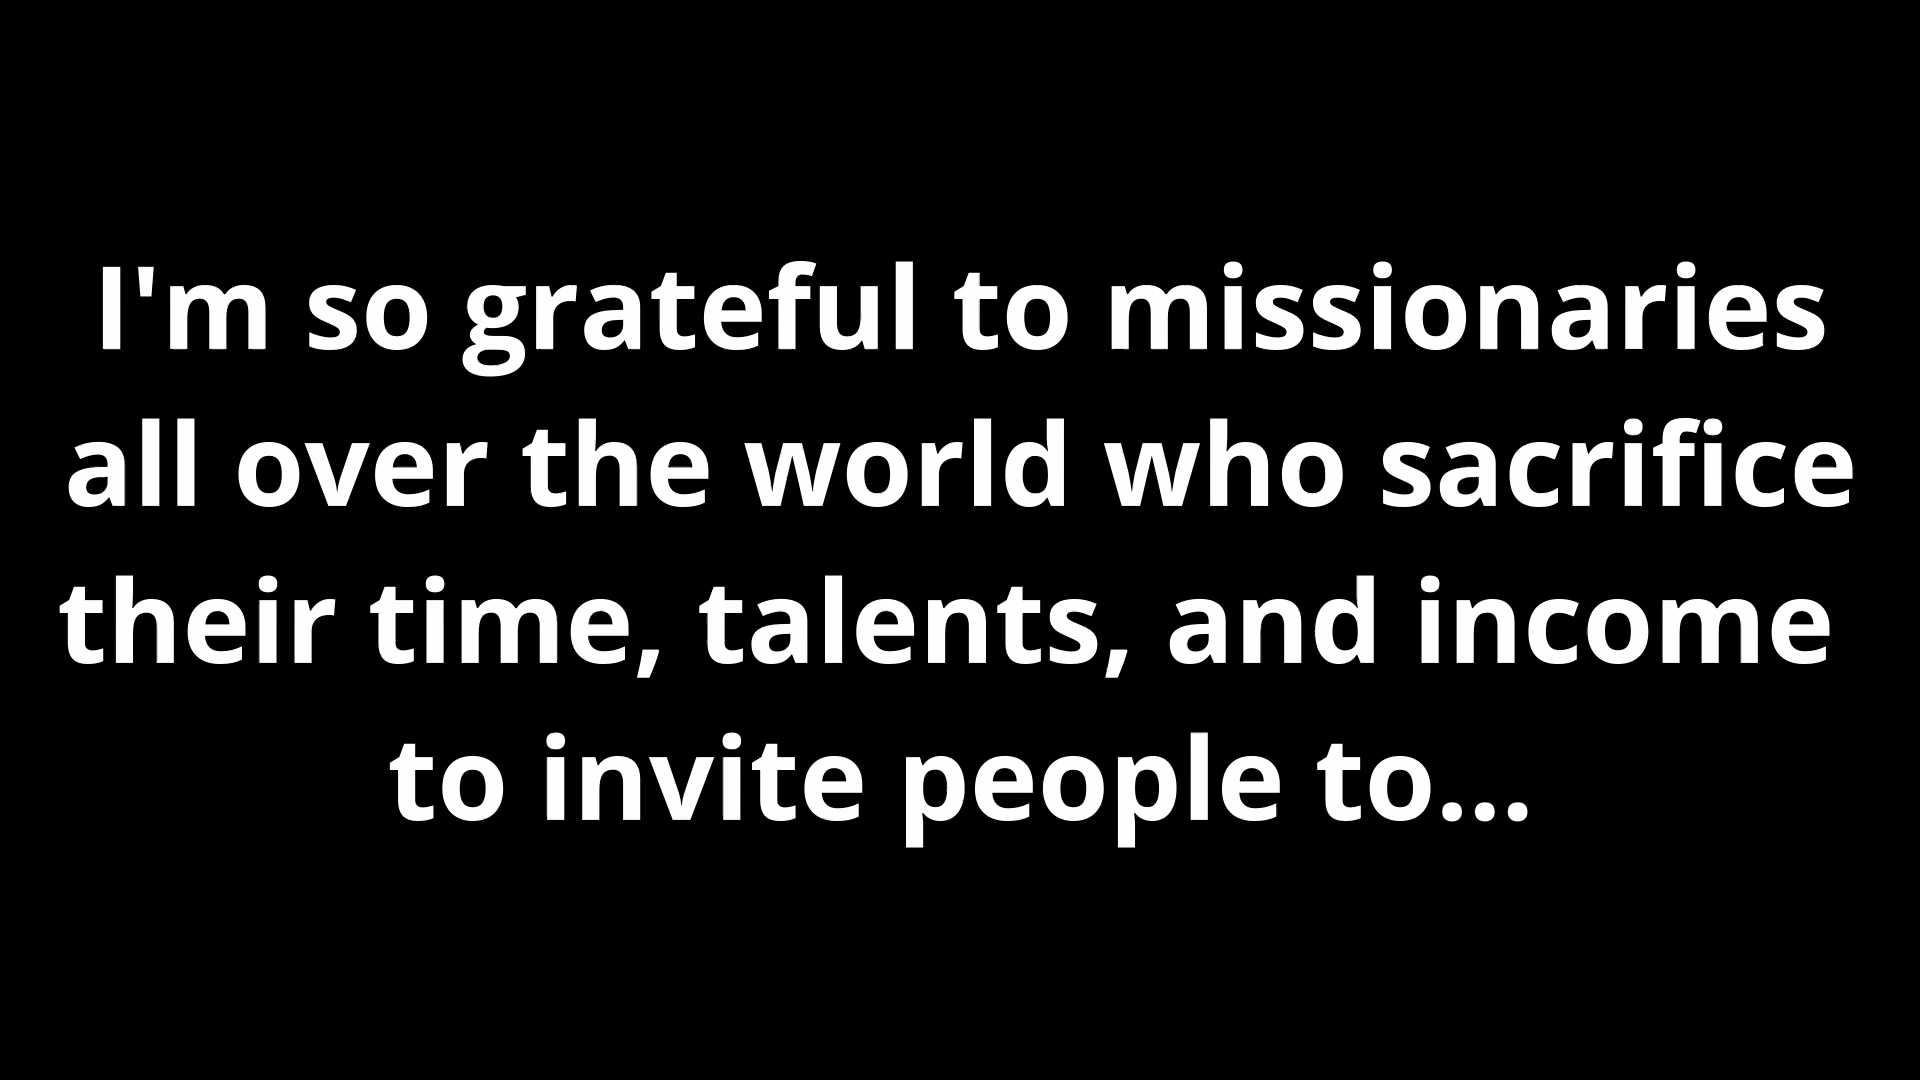 I'm so grateful to missionaries
all over the world who sacrifice
their time, talents, and income
to invite people to...